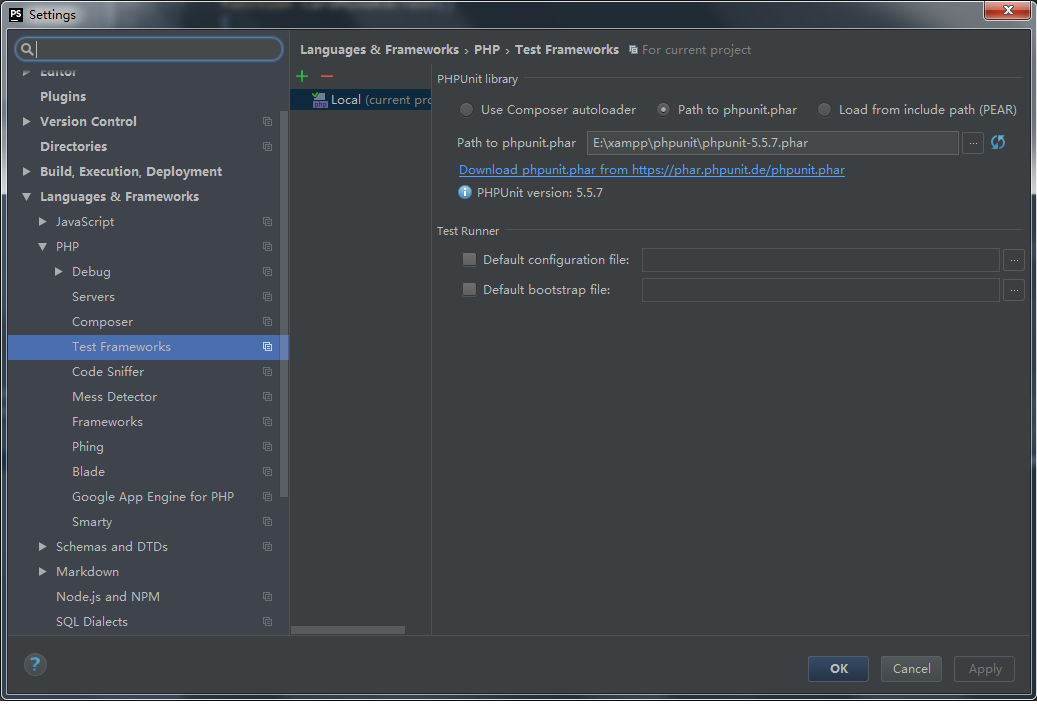 PS Settings
Languages & Frameworks › PHP › Test Frameworks For current project
Editor
Plugins
Version Control
Directories
Build, Execution, Deployment
Languages & Frameworks
JavaScript
PHP
Debug
Servers
Composer
Test Frameworks
Code Sniffer
Mess Detector
Frameworks
Phing
Blade
Google App Engine for PHP
Smarty
Schemas and DTDs
Markdown
Node.js and NPM
SQL Dialects
Local (current pro
PHPUnit library
Use Composer autoloader Path to phpunit.phar Load from include path (PEAR)
Path to phpunit.phar E:\xampp\phpunit\phpunit-5.5.7.phar ...
Download phpunit.phar from https://phar.phpunit.de/phpunit.phar
PHPUnit version: 5.5.7
Test Runner
Default configuration file: ...
Default bootstrap file: ...
? OK Cancel Apply